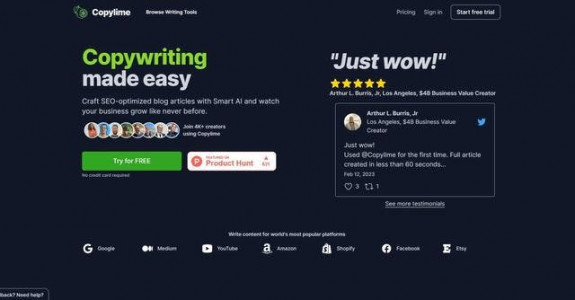 Copylime
Browse Writing Tools
Pricing
Sign in
Start free trial
Copywriting
made easy
Craft SEO-optimized blog articles with Smart AI and watch
your business grow like never before.
Join 4K+ creators
using Copylime
Try for FREE
FEATURED ON
Product Hunt
No credit card required
"Just wow!"
Arthur L. Burris, Jr, Los Angeles, $4B Business Value Creator
Arthur L. Burris, Jr
Los Angeles, $4B Business Value
Creator
Just wow!
Used @Copylime for the first time. Full article
created in less than 60 seconds...
Feb 12, 2023
3
1
See more testimonials
Write content for world's most popular platforms
Google
Medium
YouTube
Amazon
Shopify
Facebook
Etsy
lback? Need help?